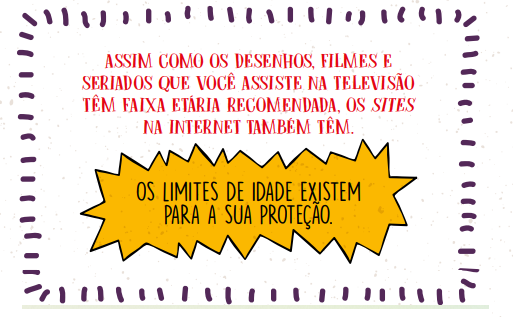 ASSIM COMO OS DESENHOS, FILMES E
SERIADOS QUE VOCÊ ASSISTE NA TELEVISÃO
TÊM FAIXA ETÁRIA RECOMENDADA, OS SITES
NA INTERNET TAMBÉM TÊM.
OS LIMITES DE IDADE EXISTEM
PARA A SUA PROTEÇÃO.